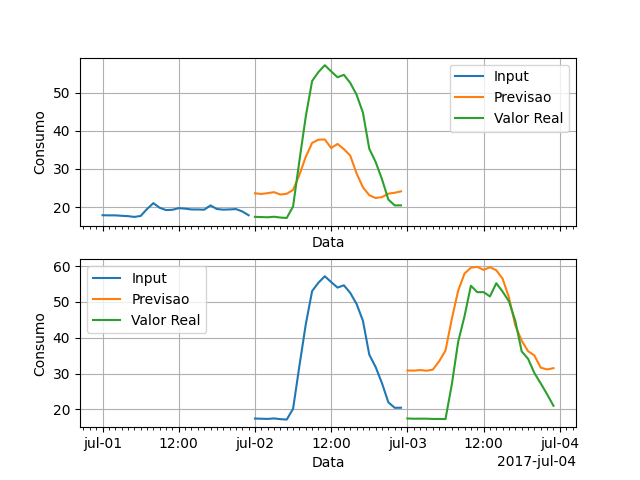 50
40
30
20
Consumo
Input
Previsao
Valor Real
Data
60
50
40
30
20
Consumo
Input
Previsao
Valor Real
jul-01
12:00
jul-02
12:00
jul-03
12:00
jul-04
Data
2017-jul-04